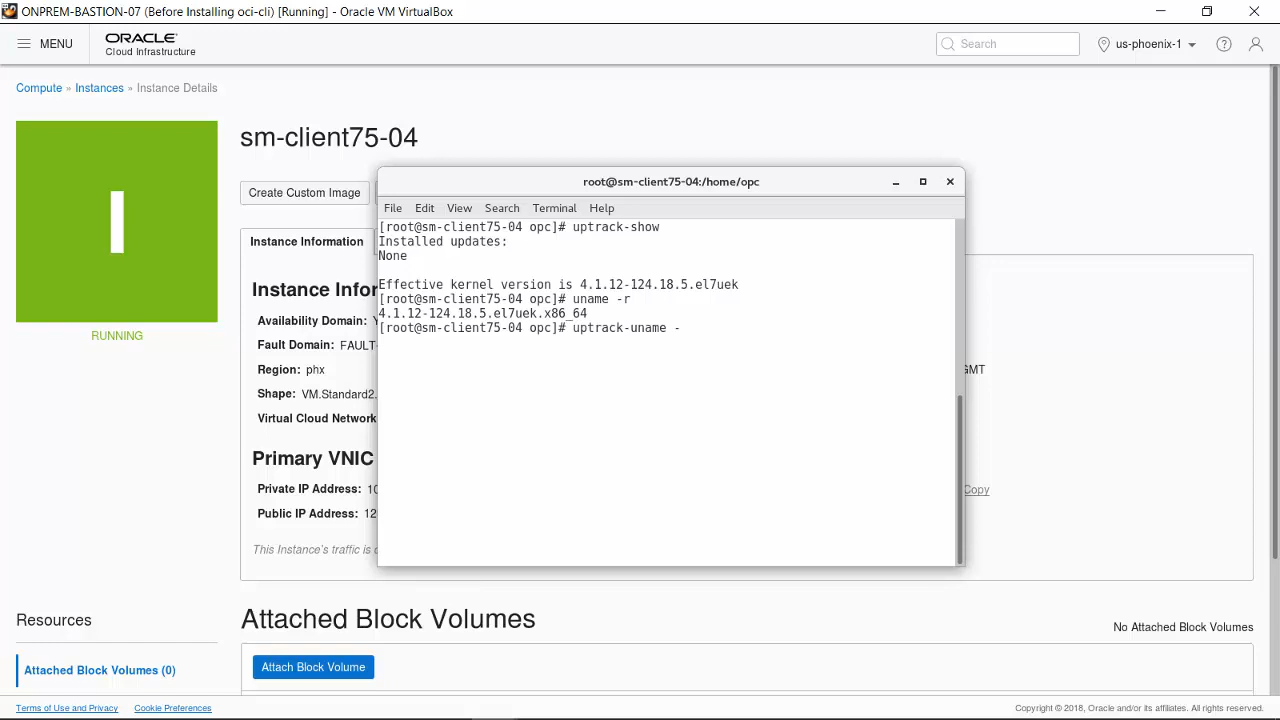 ONPREM-BASTION-07 (Before Installing oci-cli) [Running] - Oracle VM VirtualBox
MENU
ORACLE
Cloud Infrastructure
Search
us-phoenix-1
Compute » Instances » Instance Details
sm-client75-04
Create Custom Image
RUNNING
Instance Information
Instance Infor
Availability Domain:
Fault Domain: FAULT-
Region: phx
GMT
Shape: VM.Standard2.
Virtual Cloud Network
Primary VNIC
Private IP Address: 10
Copy
Public IP Address: 12
This Instance's traffic is
root@sm-client75-04:/home/opc
File Edit View Search Terminal Help
[root@sm-client75-04 opc]# uptrack-show
Installed updates:
None
Effective kernel version is 4.1.12-124.18.5.el7uek
[root@sm-client75-04 opc]# uname -r
4.1.12-124.18.5.el7uek.x86_64
[root@sm-client75-04 opc]# uptrack-uname -
Resources
Attached Block Volumes (0)
Attached Block Volumes
No Attached Block Volumes
Attach Block Volume
Terms of Use and Privacy Cookie Preferences
Copyright © 2018, Oracle and/or its affiliates. All rights reserved.